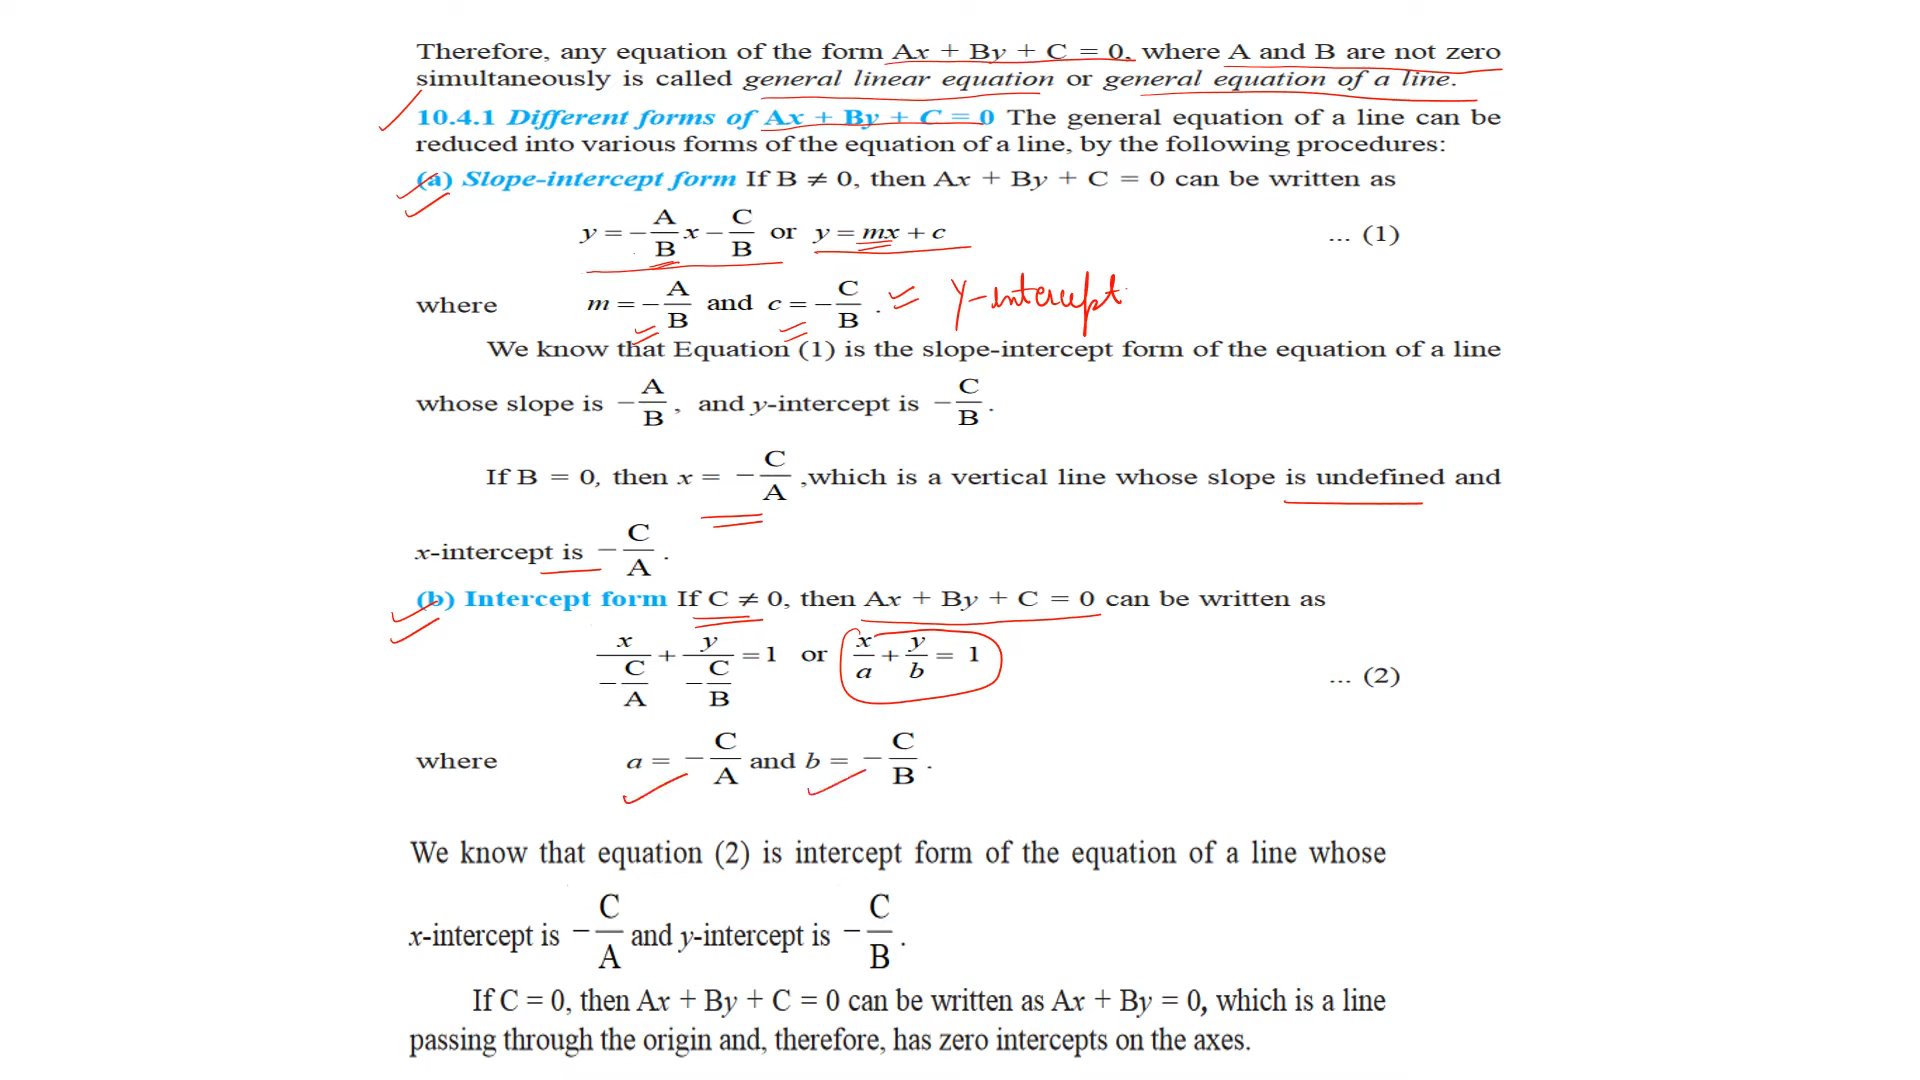 Therefore, any equation of the form Ax + By + C = 0, where A and B are not zero
simultaneously is called general linear equation or general equation of a line.
10.4.1 Different forms of Ax + By + C = 0 The general equation of a line can be
reduced into various forms of the equation of a line, by the following procedures:
(a) Slope-intercept form If B ≠ 0, then Ax + By + C = 0 can be written as
y = −A/B x − C/B or y = mx + c ... (1)
where m = −A/B and c = −C/B . = Y-intercept
We know that Equation (1) is the slope-intercept form of the equation of a line
whose slope is −A/B, and y-intercept is −C/B.
If B = 0, then x = −C/A ,which is a vertical line whose slope is undefined and
x-intercept is −C/A.
(b) Intercept form If C ≠ 0, then Ax + By + C = 0 can be written as
x/(−C/A) + y/(−C/B) = 1 or x/a + y/b = 1 ... (2)
where a = −C/A and b = −C/B.
We know that equation (2) is intercept form of the equation of a line whose
x-intercept is −C/A and y-intercept is −C/B.
If C = 0, then Ax + By + C = 0 can be written as Ax + By = 0, which is a line
passing through the origin and, therefore, has zero intercepts on the axes.